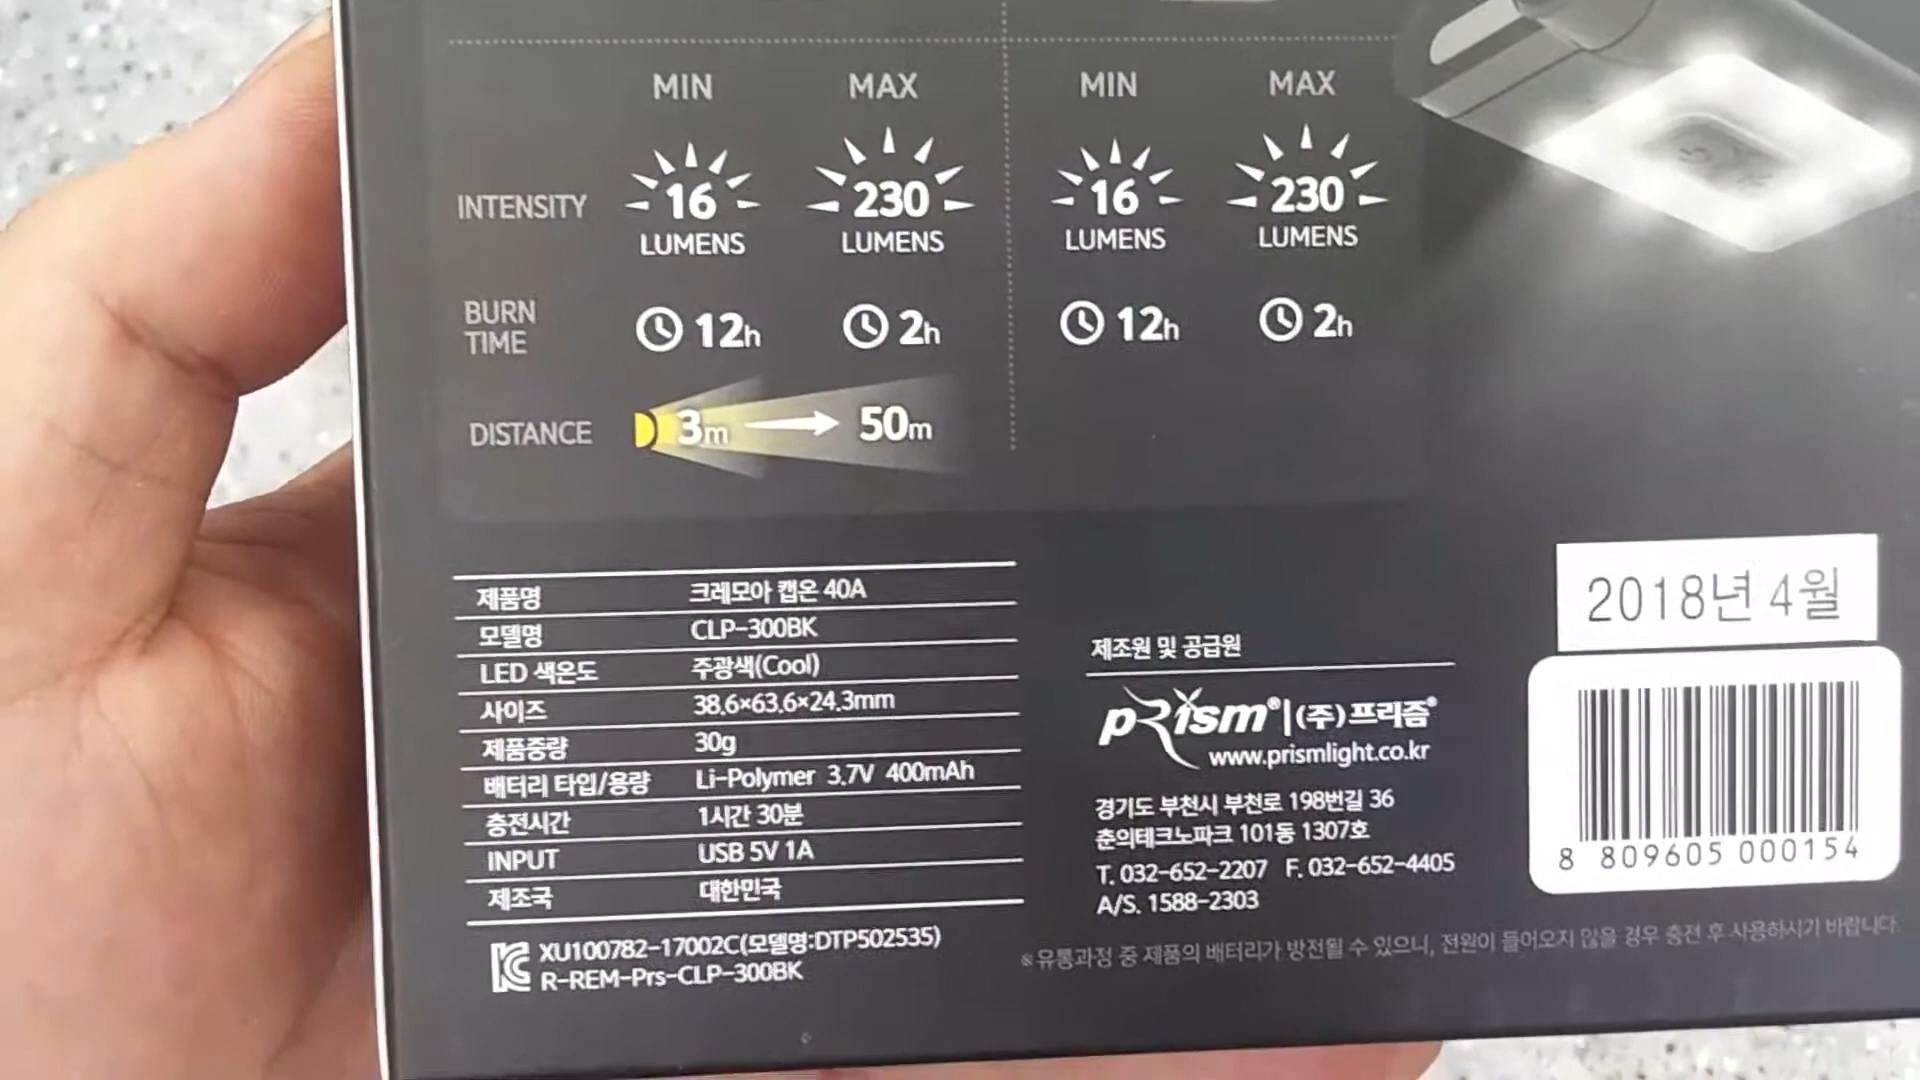 MIN MAX MIN MAX
INTENSITY 16 LUMENS 230 LUMENS 16 LUMENS 230 LUMENS
BURN TIME 12h 2h 12h 2h
DISTANCE 3m 50m
제품명 크레모아 캡온 40A
모델명 CLP-300BK
LED 색온도 주광색(Cool)
사이즈 38.6×63.6×24.3mm
제품중량 30g
배터리 타입/용량 Li-Polymer 3.7V 400mAh
충전시간 1시간 30분
INPUT USB 5V 1A
제조국 대한민국
XU100782-17002C(모델명:DTP502535)
R-REM-Prs-CLP-300BK
제조원 및 공급원
prism® | (주)프리즘®
www.prismlight.co.kr
경기도 부천시 부천로 198번길 36
춘의테크노파크 101동 1307호
T. 032-652-2207 F. 032-652-4405
A/S. 1588-2303
2018년 4월
8 809605 000154
※유통과정 중 제품의 배터리가 방전될 수 있으니, 전원이 들어오지 않을 경우 충전 후 사용하시기 바랍니다.